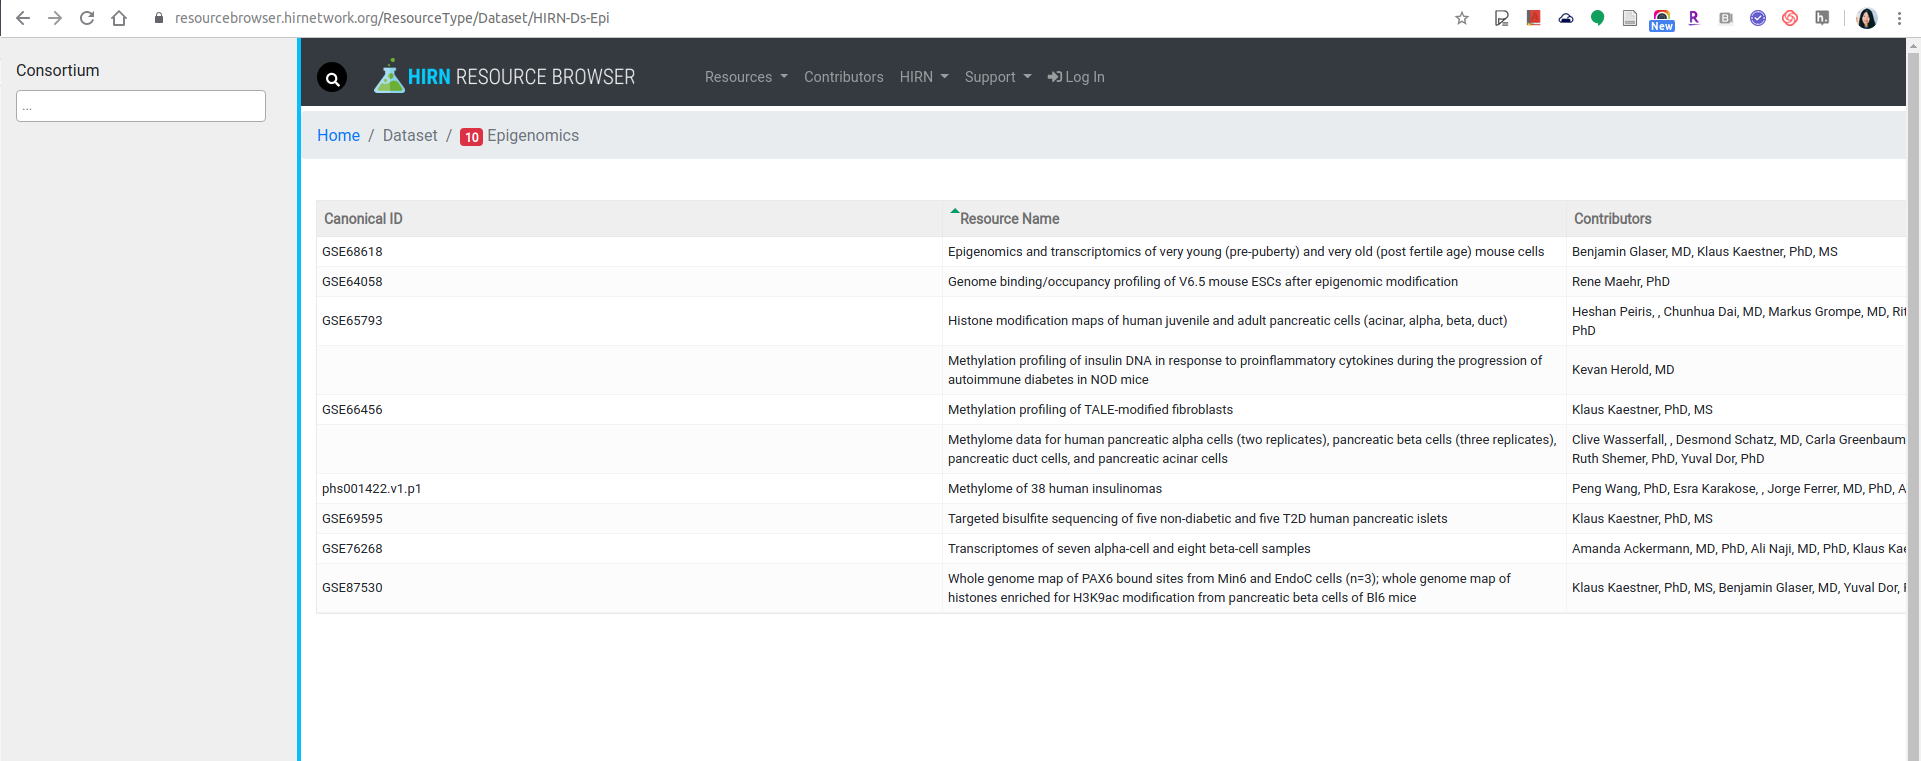 resourcebrowser.hirnetwork.org/ResourceType/Dataset/HIRN-Ds-Epi
New
Consortium
...
HIRN RESOURCE BROWSER
Resources Contributors HIRN Support Log In
Home / Dataset / 10 Epigenomics
Canonical ID Resource Name Contributors
GSE68618 Epigenomics and transcriptomics of very young (pre-puberty) and very old (post fertile age) mouse cells Benjamin Glaser, MD, Klaus Kaestner, PhD, MS
GSE64058 Genome binding/occupancy profiling of V6.5 mouse ESCs after epigenomic modification Rene Maehr, PhD
GSE65793 Histone modification maps of human juvenile and adult pancreatic cells (acinar, alpha, beta, duct) Heshan Peiris, , Chunhua Dai, MD, Markus Grompe, MD, Rit
PhD
Methylation profiling of insulin DNA in response to proinflammatory cytokines during the progression of
autoimmune diabetes in NOD mice Kevan Herold, MD
GSE66456 Methylation profiling of TALE-modified fibroblasts Klaus Kaestner, PhD, MS
Methylome data for human pancreatic alpha cells (two replicates), pancreatic beta cells (three replicates), Clive Wasserfall, , Desmond Schatz, MD, Carla Greenbaum
pancreatic duct cells, and pancreatic acinar cells Ruth Shemer, PhD, Yuval Dor, PhD
phs001422.v1.p1 Methylome of 38 human insulinomas Peng Wang, PhD, Esra Karakose, , Jorge Ferrer, MD, PhD, A
GSE69595 Targeted bisulfite sequencing of five non-diabetic and five T2D human pancreatic islets Klaus Kaestner, PhD, MS
GSE76268 Transcriptomes of seven alpha-cell and eight beta-cell samples Amanda Ackermann, MD, PhD, Ali Naji, MD, PhD, Klaus Kae
GSE87530 Whole genome map of PAX6 bound sites from Min6 and EndoC cells (n=3); whole genome map of
histones enriched for H3K9ac modification from pancreatic beta cells of Bl6 mice Klaus Kaestner, PhD, MS, Benjamin Glaser, MD, Yuval Dor,